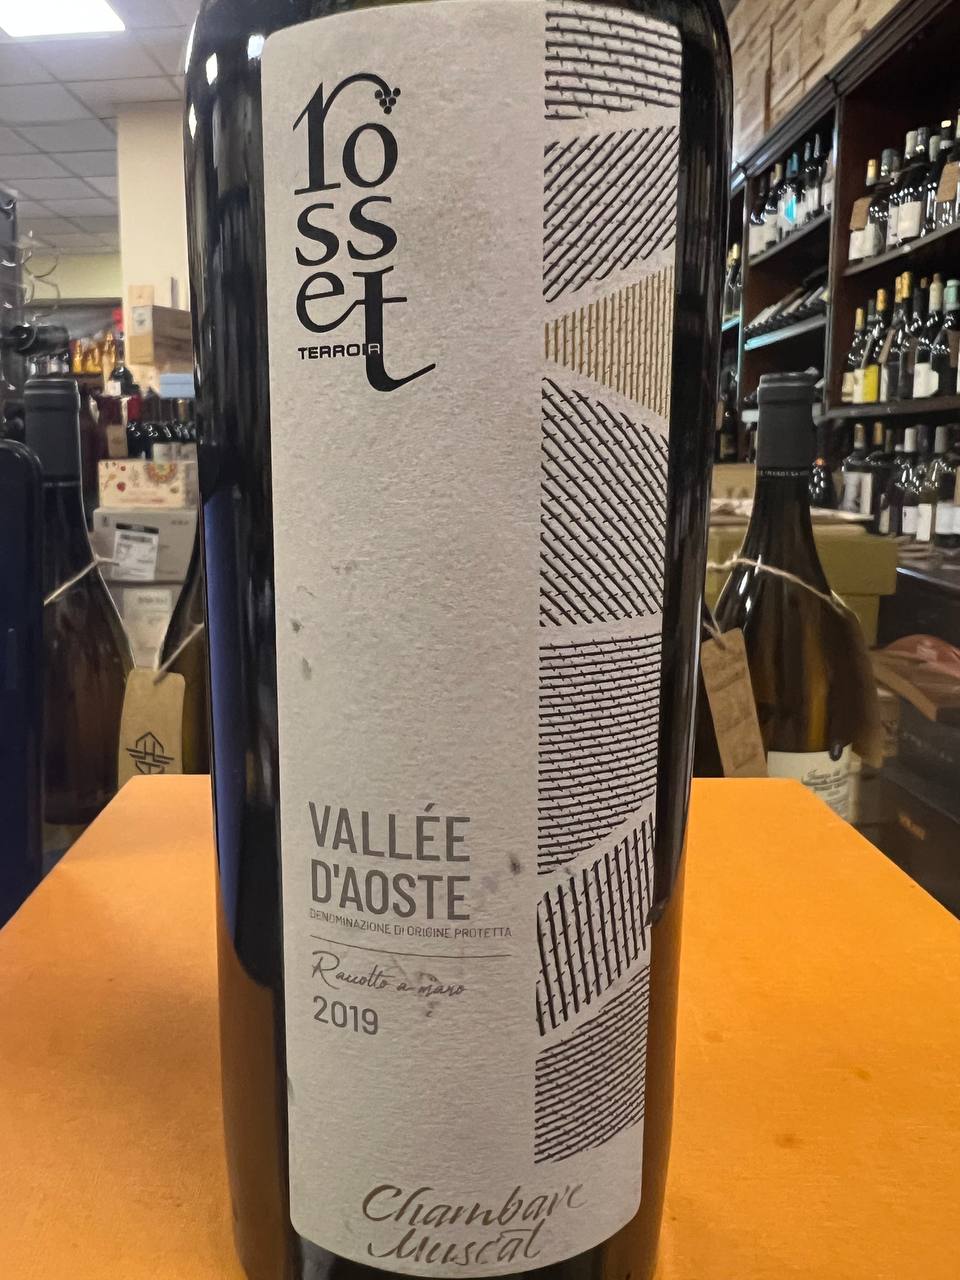 rosset
TERROIR
VALLÉE
D'AOSTE
DENOMINAZIONE DI ORIGINE PROTETTA
Raccolto a mano
2019
Chambave
Muscat